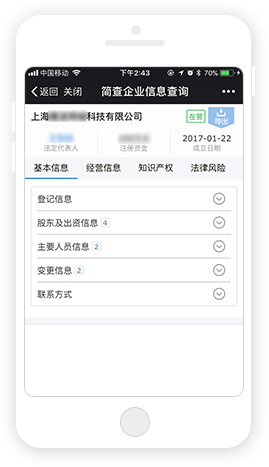 中国移动 下午2:43 70%
返回 关闭 简查企业信息查询
上海 科技有限公司 在营 导出
2017-01-22
法定代表人 注册资金 成立日期
基本信息 经营信息 知识产权 法律风险
登记信息
股东及出资信息 4
主要人员信息 2
变更信息 2
联系方式